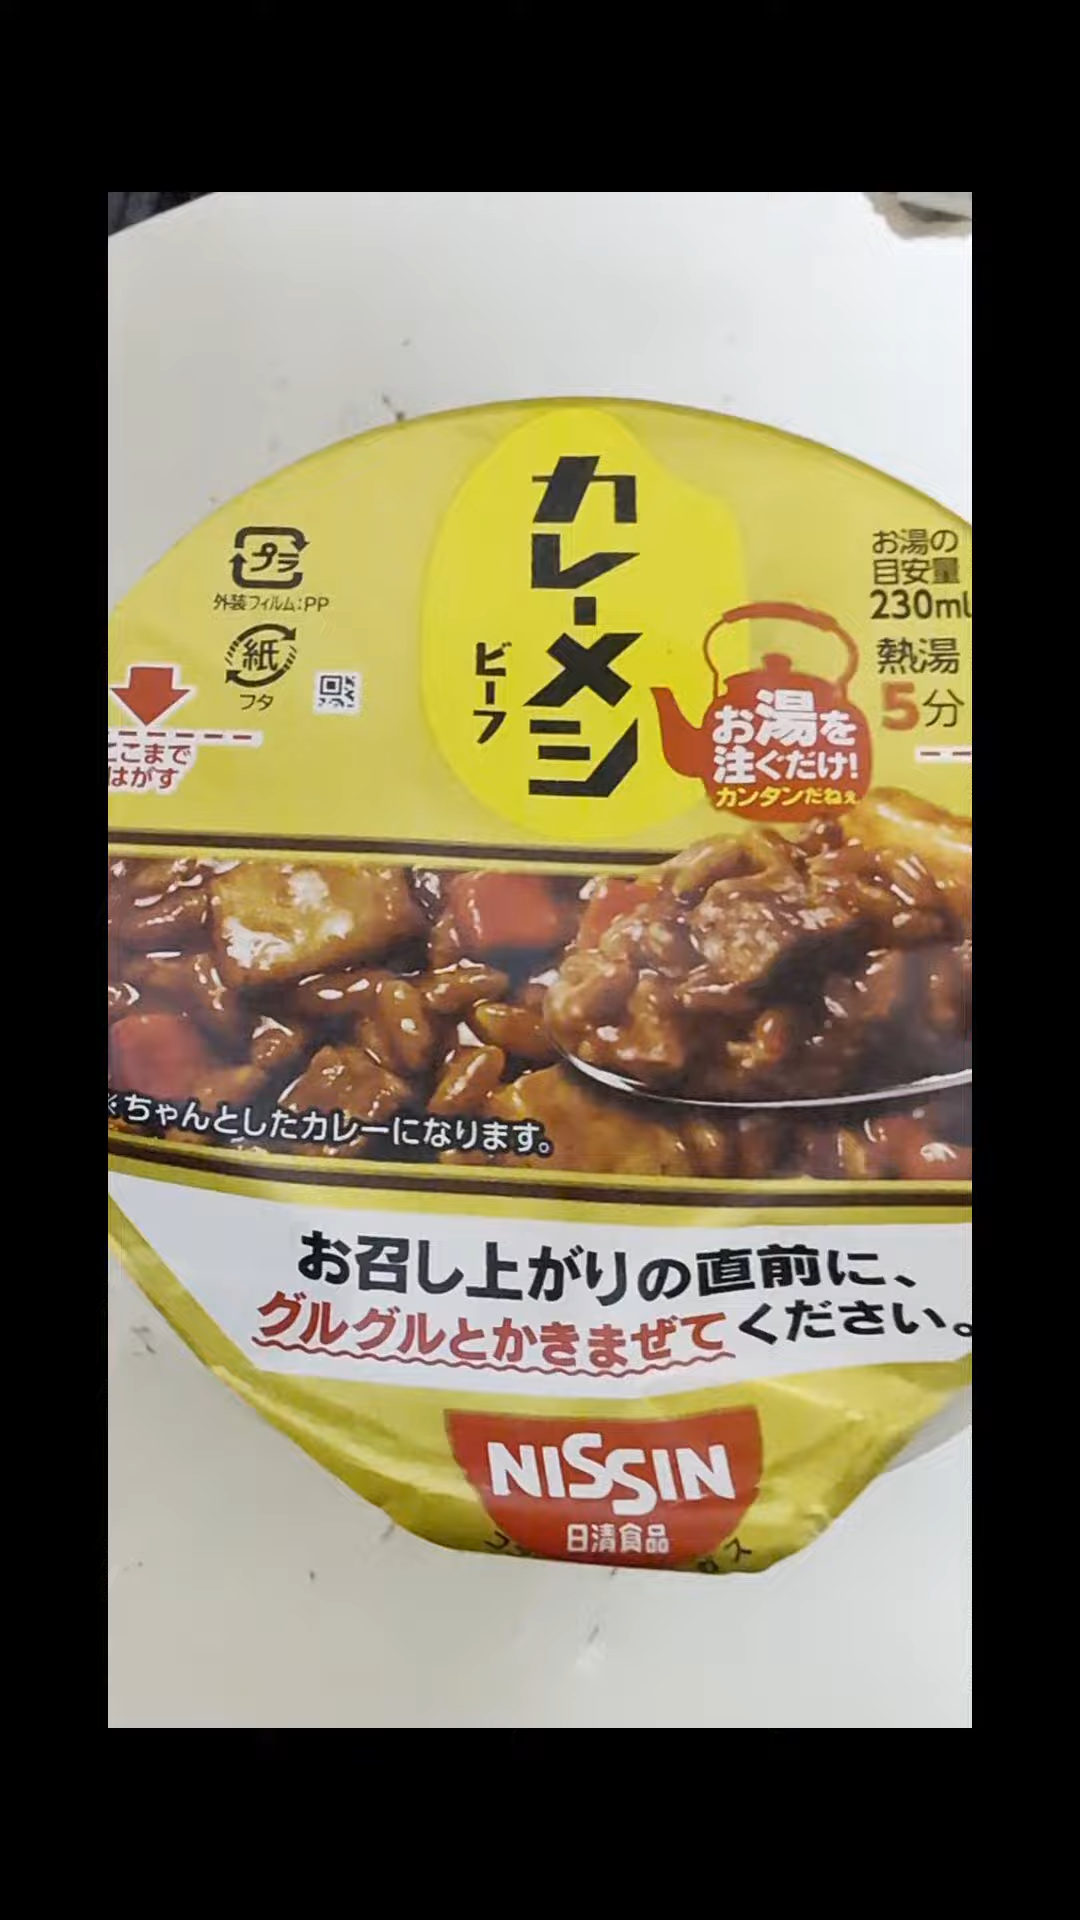 カレーメシ
ビーフ
プラ
外装フィルム:PP
紙
フタ
ここまで
はがす
お湯の
目安量
230ml
熱湯
5分
お湯を
注ぐだけ!
カンタンだねぇ
※ちゃんとしたカレーになります。
お召し上がりの直前に、
グルグルとかきまぜてください。
NISSIN
日清食品